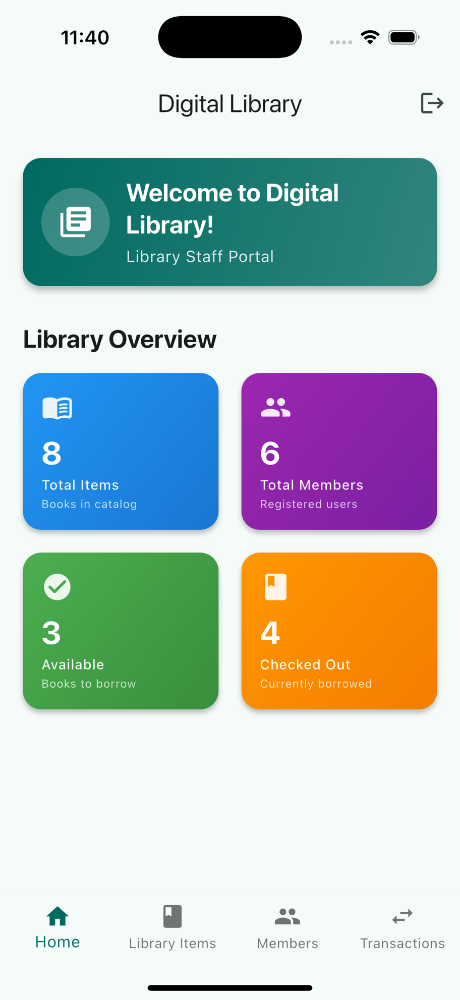 11:40
Digital Library
Welcome to Digital
Library!
Library Staff Portal
Library Overview
8
Total Items
Books in catalog
6
Total Members
Registered users
3
Available
Books to borrow
4
Checked Out
Currently borrowed
Home
Library Items
Members
Transactions